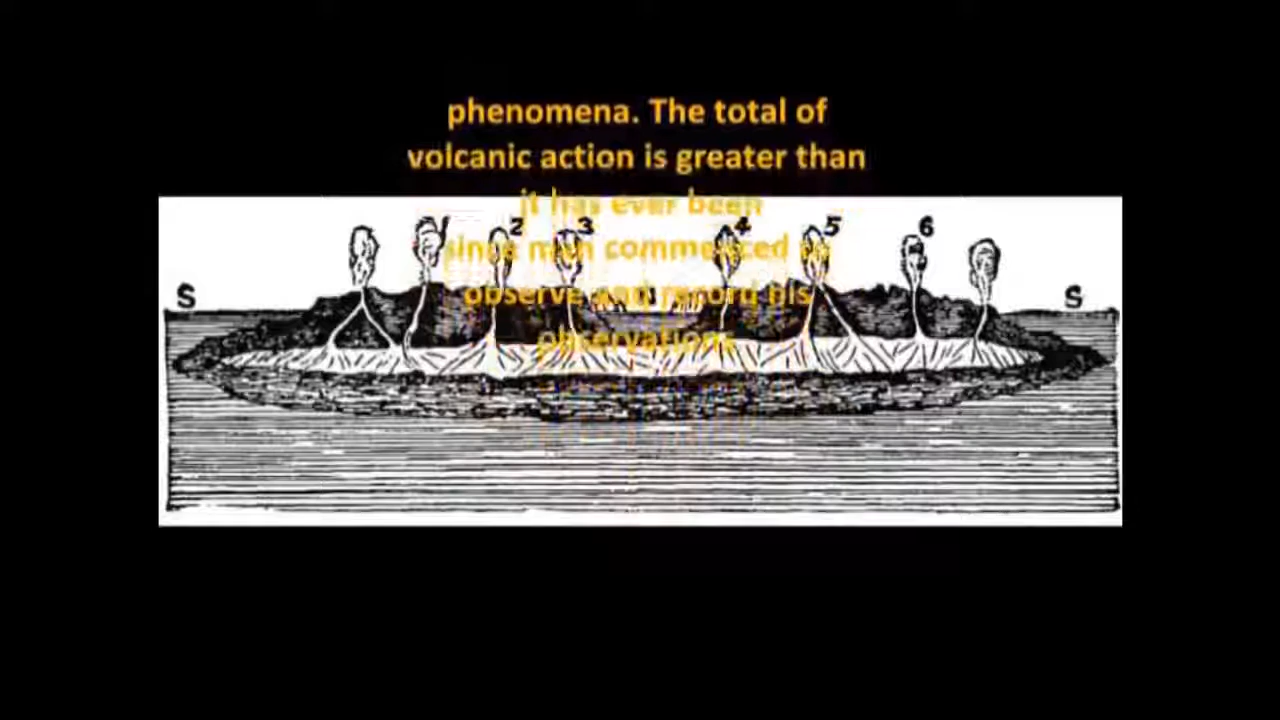 phenomena. The total of
volcanic action is greater than
it has ever been
since man commenced to
observe and record his
observations
1 2 3 4 5 6
S S